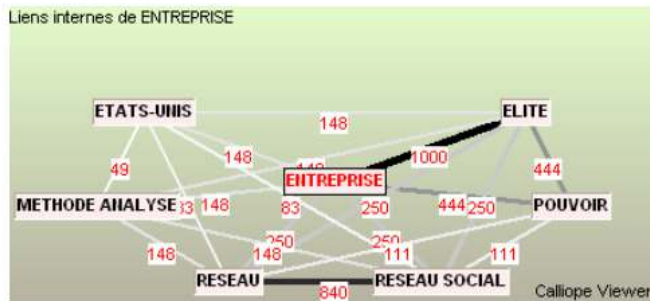 Liens internes de ENTREPRISE
ETATS-UNIS
ELITE
148
49
148
1000
444
ENTREPRISE
METHODE ANALYSE
148
83
250
444
250
POUVOIR
148
250
148
250
111
111
RESEAU
840
RESEAU SOCIAL
Calliope Viewer